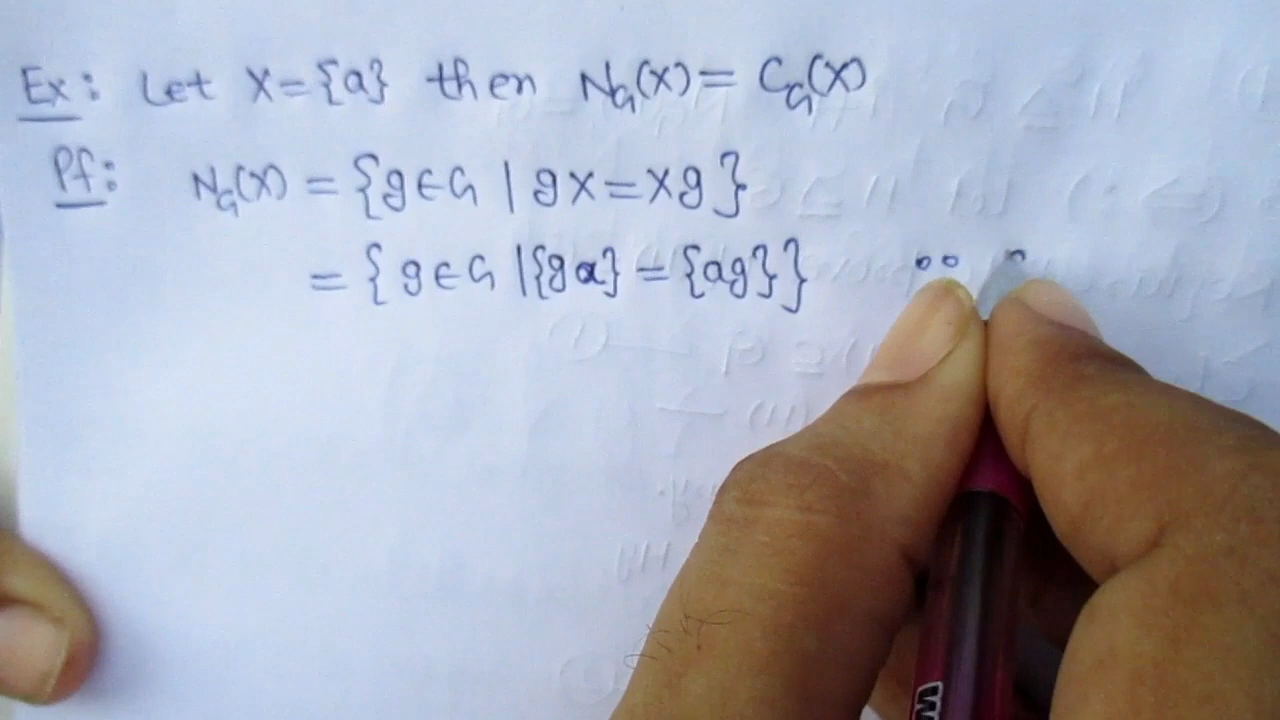 Ex: Let X={a} then N_G(X) = C_G(X)
Pf: N_G(X) = {g∈G | gX=Xg}
= {g∈G | {ga} = {ag}}
W